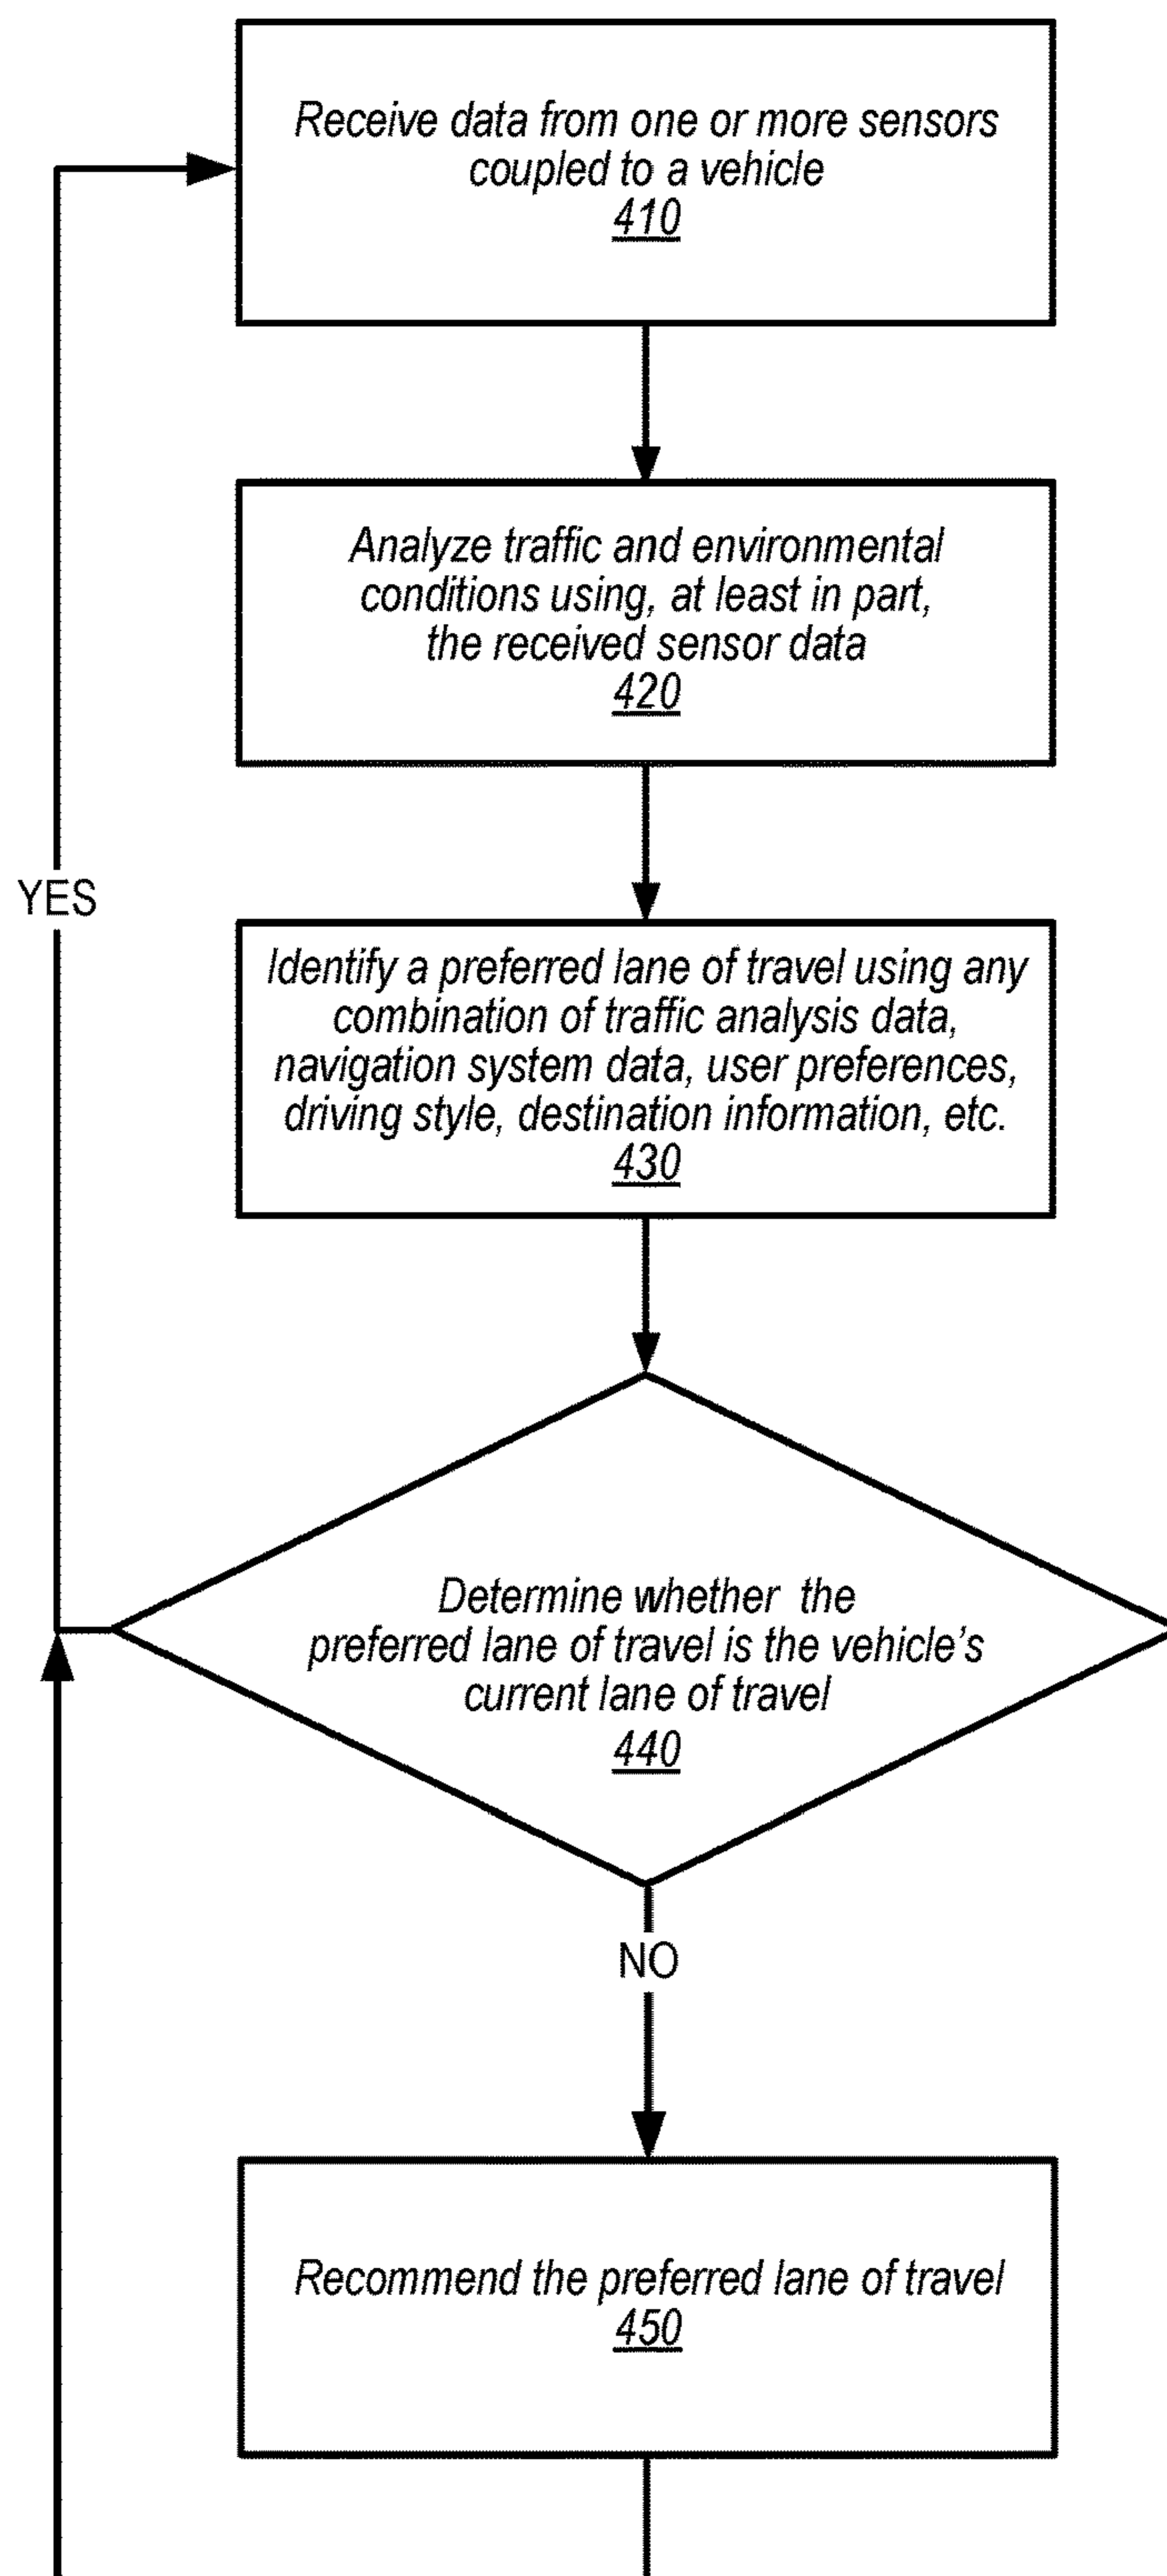 Receive data from one or more sensors
coupled to a vehicle
410
Analyze traffic and environmental
conditions using, at least in part,
the received sensor data
420
YES
Identify a preferred lane of travel using any
combination of traffic analysis data,
navigation system data, user preferences,
driving style, destination information, etc.
430
Determine whether the
preferred lane of travel is the vehicle's
current lane of travel
440
NO
Recommend the preferred lane of travel
450